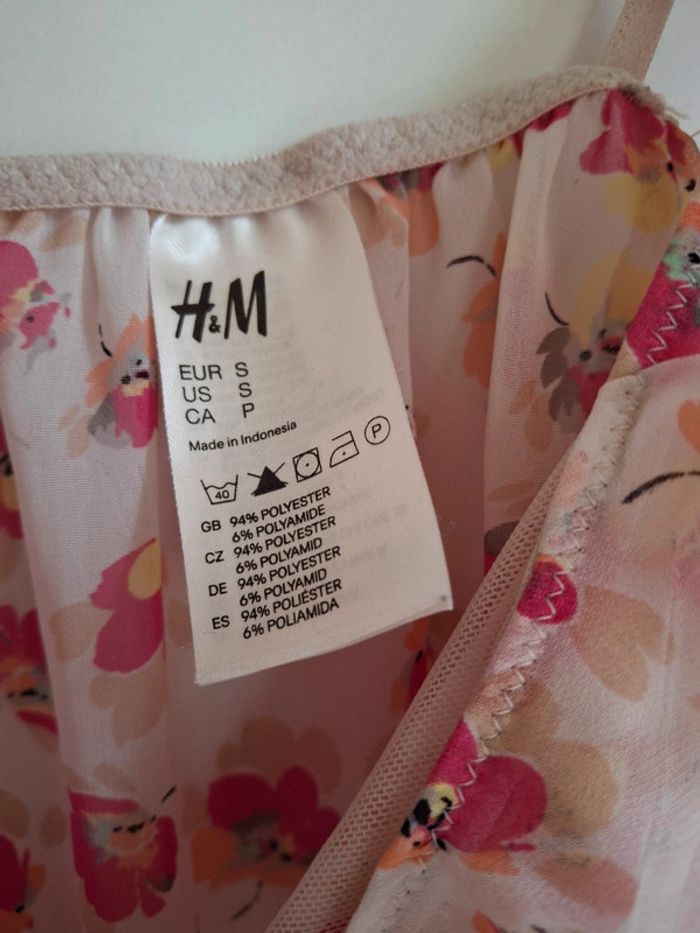 H&M
EUR S
US S
CA P
Made in Indonesia
40 P
GB 94% POLYESTER
6% POLYAMIDE
CZ 94% POLYESTER
6% POLYAMID
DE 94% POLYESTER
6% POLYAMID
ES 94% POLIÉSTER
6% POLIAMIDA